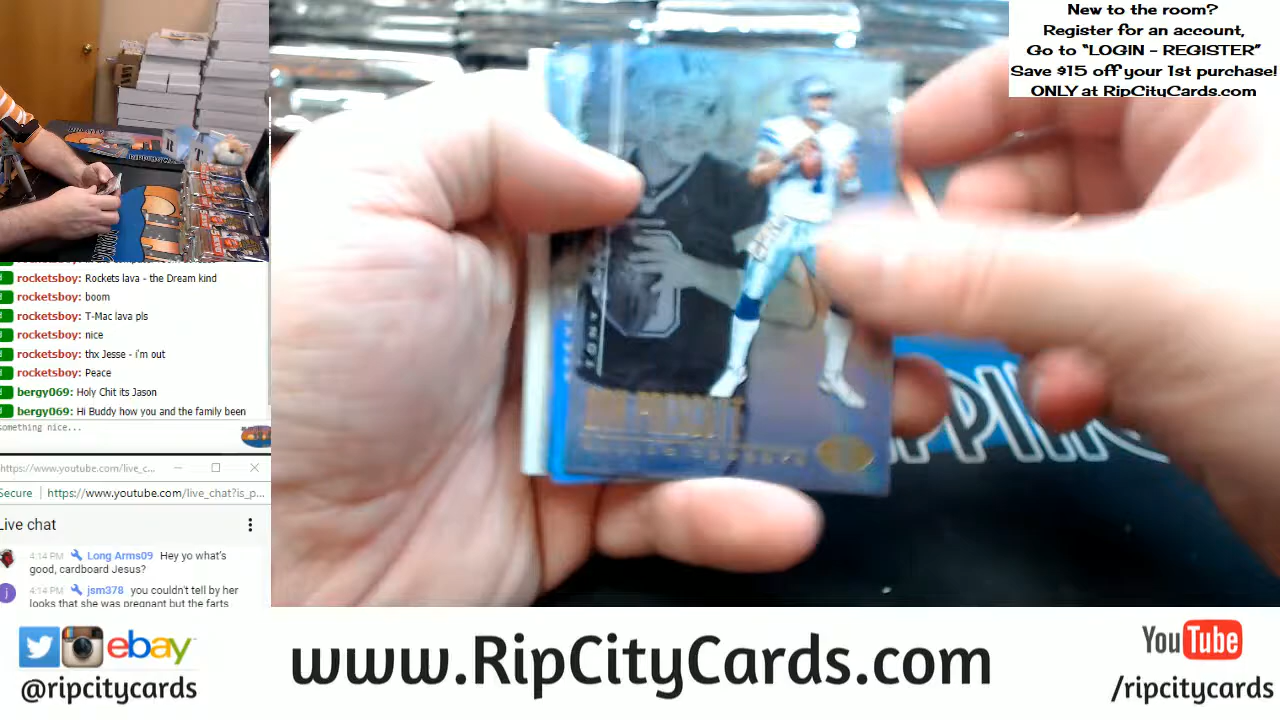 New to the room?
Register for an account,
Go to "LOGIN - REGISTER"
Save $15 off your 1st purchase!
ONLY at RipCityCards.com
rocketsboy: Rockets lava - the Dream kind
rocketsboy: boom
rocketsboy: T-Mac lava pls
rocketsboy: nice
rocketsboy: thx Jesse - i'm out
rocketsboy: Peace
bergy069: Holy Chit its Jason
bergy069: Hi Buddy how you and the family been
something nice...
https://www.youtube.com/live_c...
Secure https://www.youtube.com/live_chat?is_p...
Live chat
4:14 PM Long Arms09 Hey yo what's
good, cardboard Jesus?
4:14 PM jsm378 you couldn't tell by her
looks that she was pregnant but the farts
ebay
@ripcitycards
www.RipCityCards.com
YouTube
/ripcitycards